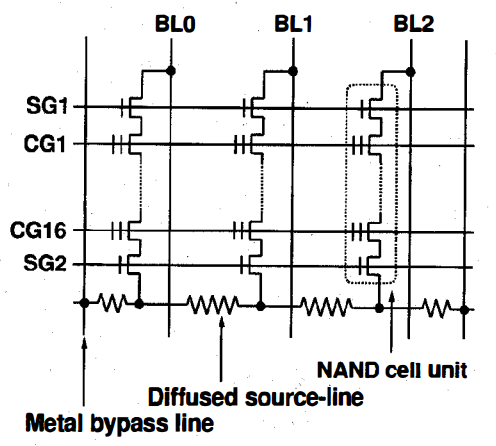 BL0 BL1 BL2
SG1
CG1
CG16
SG2
NAND cell unit
Diffused source-line
Metal bypass line